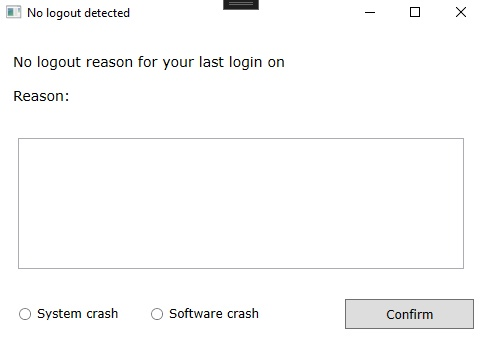 No logout detected
No logout reason for your last login on
Reason:
System crash
Software crash
Confirm